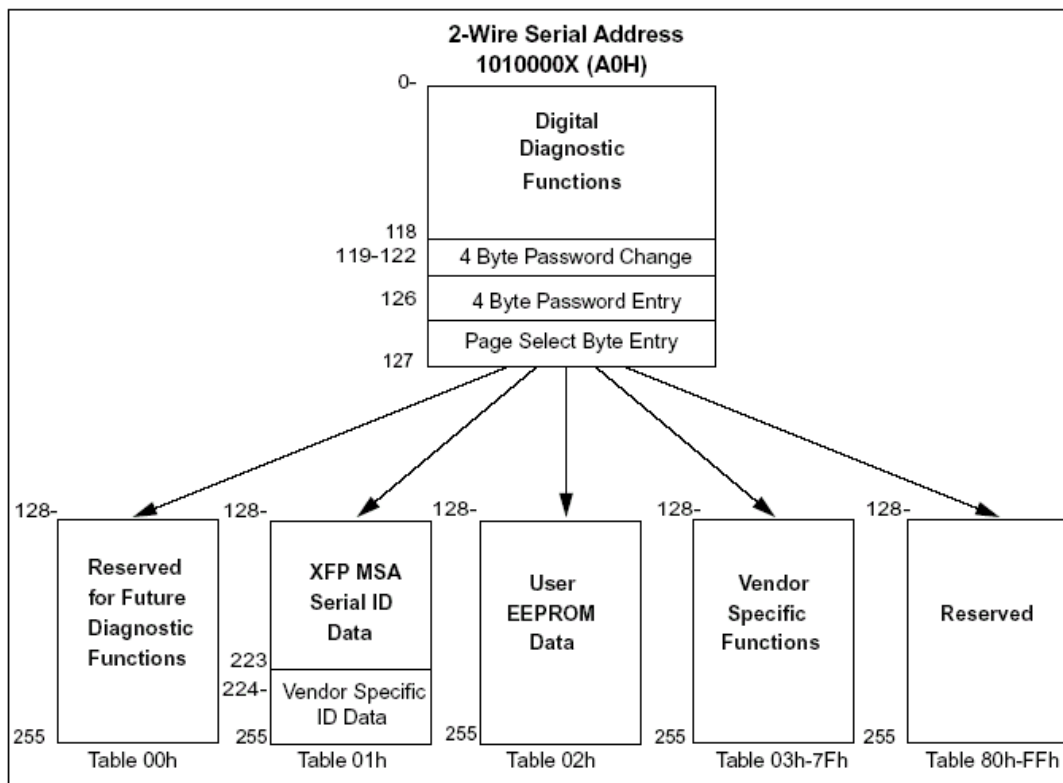 2-Wire Serial Address
1010000X (A0H)
0-
Digital
Diagnostic
Functions
118
119-122
4 Byte Password Change
126
4 Byte Password Entry
Page Select Byte Entry
127
128-
Reserved
for Future
Diagnostic
Functions
255
Table 00h
128-
XFP MSA
Serial ID
Data
223
224-
Vendor Specific
ID Data
255
Table 01h
128-
User
EEPROM
Data
255
Table 02h
128-
Vendor
Specific
Functions
255
Table 03h-7Fh
128-
Reserved
255
Table 80h-FFh